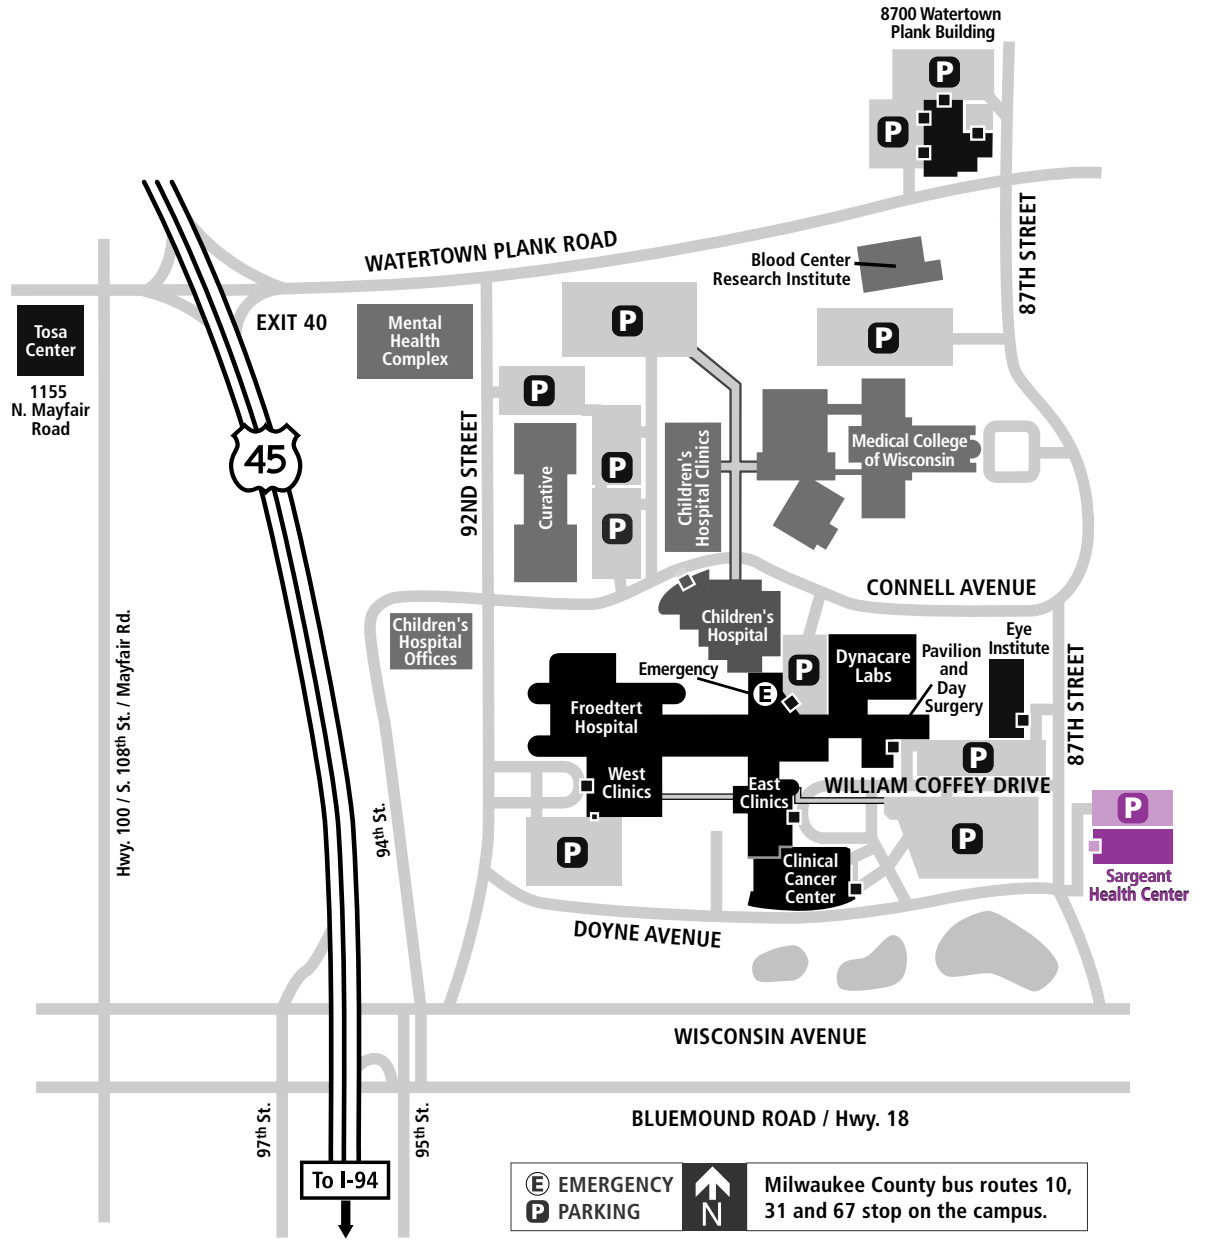 8700 Watertown
Plank Building
P
P
WATERTOWN PLANK ROAD
87TH STREET
Blood Center
Research Institute
EXIT 40
Tosa
Center
1155
N. Mayfair
Road
Mental
Health
Complex
P
P
P
45
92ND STREET
Curative
P
P
Children's
Hospital Clinics
Medical College
of Wisconsin
CONNELL AVENUE
Children's
Hospital
Offices
Children's
Hospital
Emergency
E
P
Dynacare
Labs
Pavilion
and
Day
Surgery
Eye
Institute
87TH STREET
Froedtert
Hospital
P
West
Clinics
East
Clinics
WILLIAM COFFEY DRIVE
P
Sargeant
Health Center
P
P
Clinical
Cancer
Center
Hwy. 100 / S. 108th St. / Mayfair Rd.
94th St.
DOYNE AVENUE
WISCONSIN AVENUE
BLUEMOUND ROAD / Hwy. 18
97th St.
95th St.
To I-94
E EMERGENCY
P PARKING
N
Milwaukee County bus routes 10,
31 and 67 stop on the campus.